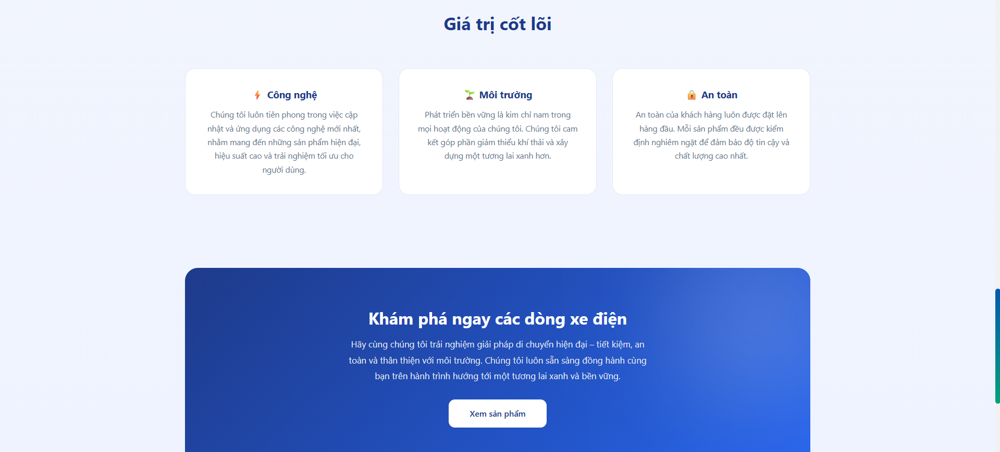 Giá trị cốt lõi
Công nghệ
Chúng tôi luôn tiên phong trong việc cập
nhật và ứng dụng các công nghệ mới nhất,
nhằm mang đến những sản phẩm hiện đại,
hiệu suất cao và trải nghiệm tối ưu cho
người dùng.
Môi trường
Phát triển bền vững là kim chỉ nam trong
mọi hoạt động của chúng tôi. Chúng tôi cam
kết góp phần giảm thiểu khí thải và xây
dựng một tương lai xanh hơn.
An toàn
An toàn của khách hàng luôn được đặt lên
hàng đầu. Mỗi sản phẩm đều được kiểm
định nghiêm ngặt để đảm bảo độ tin cậy và
chất lượng cao nhất.
Khám phá ngay các dòng xe điện
Hãy cùng chúng tôi trải nghiệm giải pháp di chuyển hiện đại – tiết kiệm, an
toàn và thân thiện với môi trường. Chúng tôi luôn sẵn sàng đồng hành cùng
bạn trên hành trình hướng tới một tương lai xanh và bền vững.
Xem sản phẩm